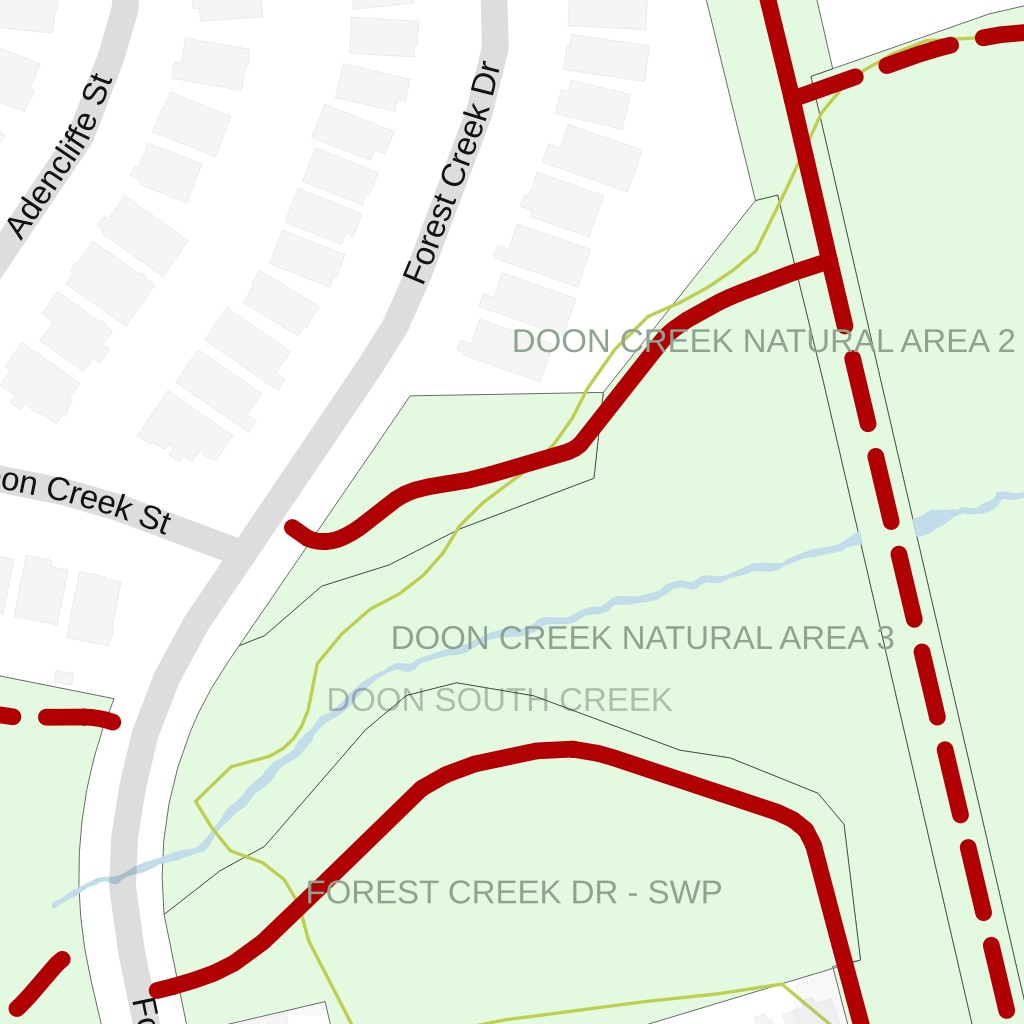 Adencliffe St
Forest Creek Dr
DOON CREEK NATURAL AREA 2
Creek St
DOON CREEK NATURAL AREA 3
DOON SOUTH CREEK
FOREST CREEK DR - SWP